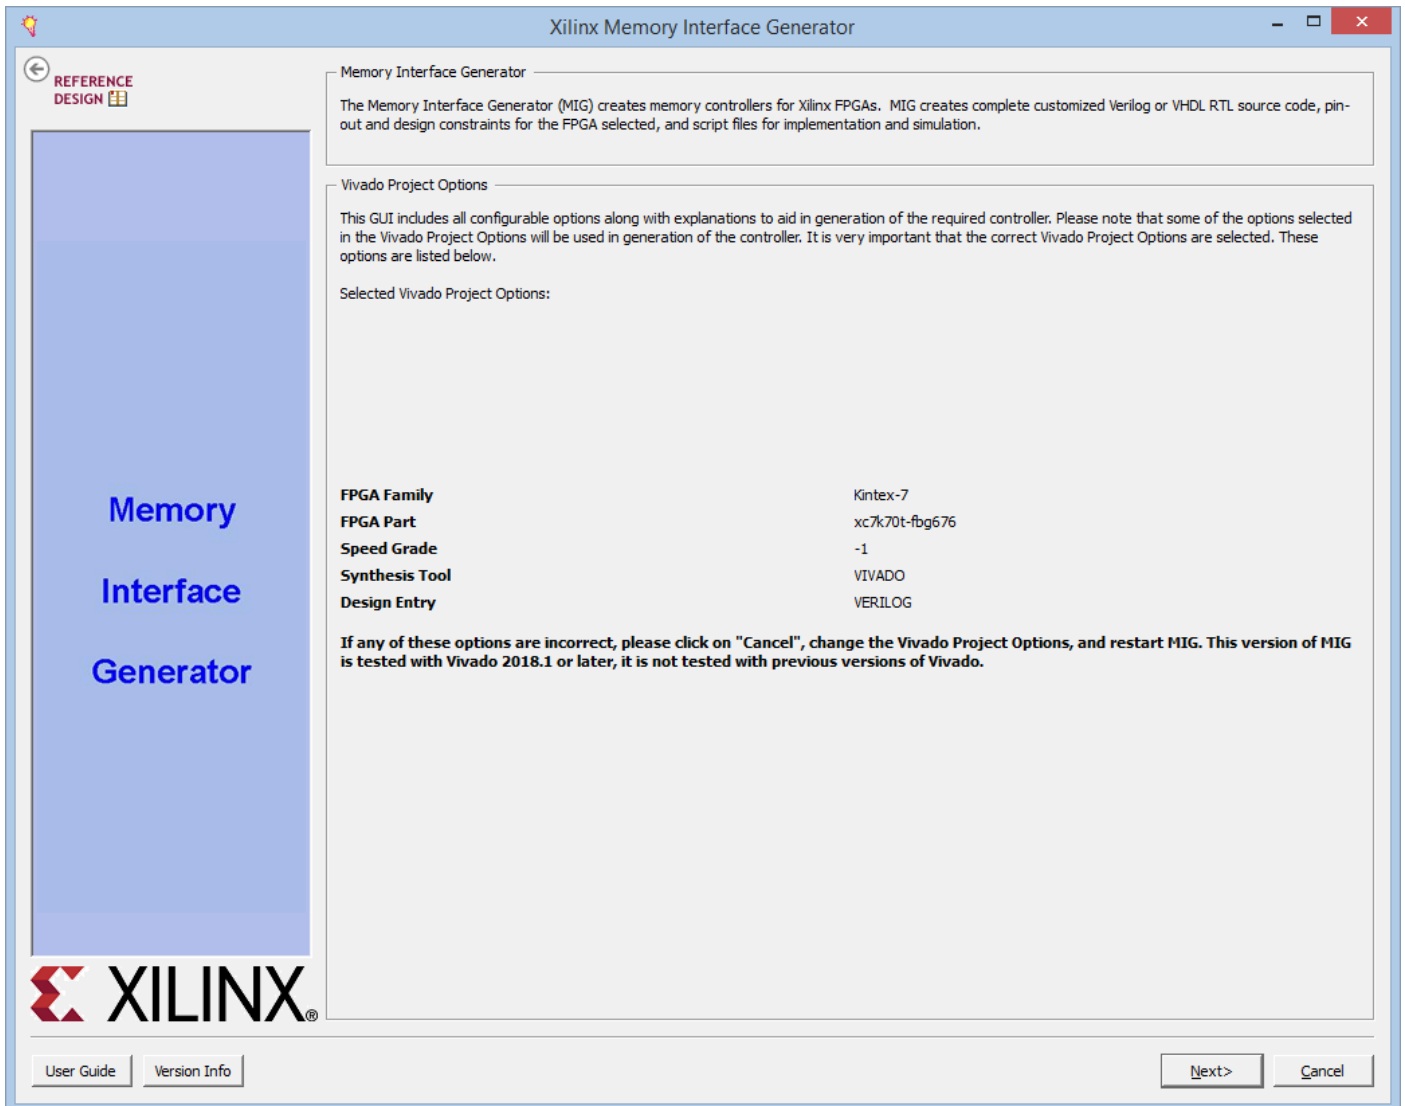 Xilinx Memory Interface Generator
REFERENCE
DESIGN
Memory Interface Generator
The Memory Interface Generator (MIG) creates memory controllers for Xilinx FPGAs.  MIG creates complete customized Verilog or VHDL RTL source code, pin-
out and design constraints for the FPGA selected, and script files for implementation and simulation.
Vivado Project Options
This GUI includes all configurable options along with explanations to aid in generation of the required controller. Please note that some of the options selected
in the Vivado Project Options will be used in generation of the controller. It is very important that the correct Vivado Project Options are selected. These
options are listed below.
Selected Vivado Project Options:
FPGA Family Kintex-7
FPGA Part xc7k70t-fbg676
Speed Grade -1
Synthesis Tool VIVADO
Design Entry VERILOG
If any of these options are incorrect, please click on "Cancel", change the Vivado Project Options, and restart MIG. This version of MIG
is tested with Vivado 2018.1 or later, it is not tested with previous versions of Vivado.
Memory
Interface
Generator
XILINX®
User Guide Version Info Next> Cancel